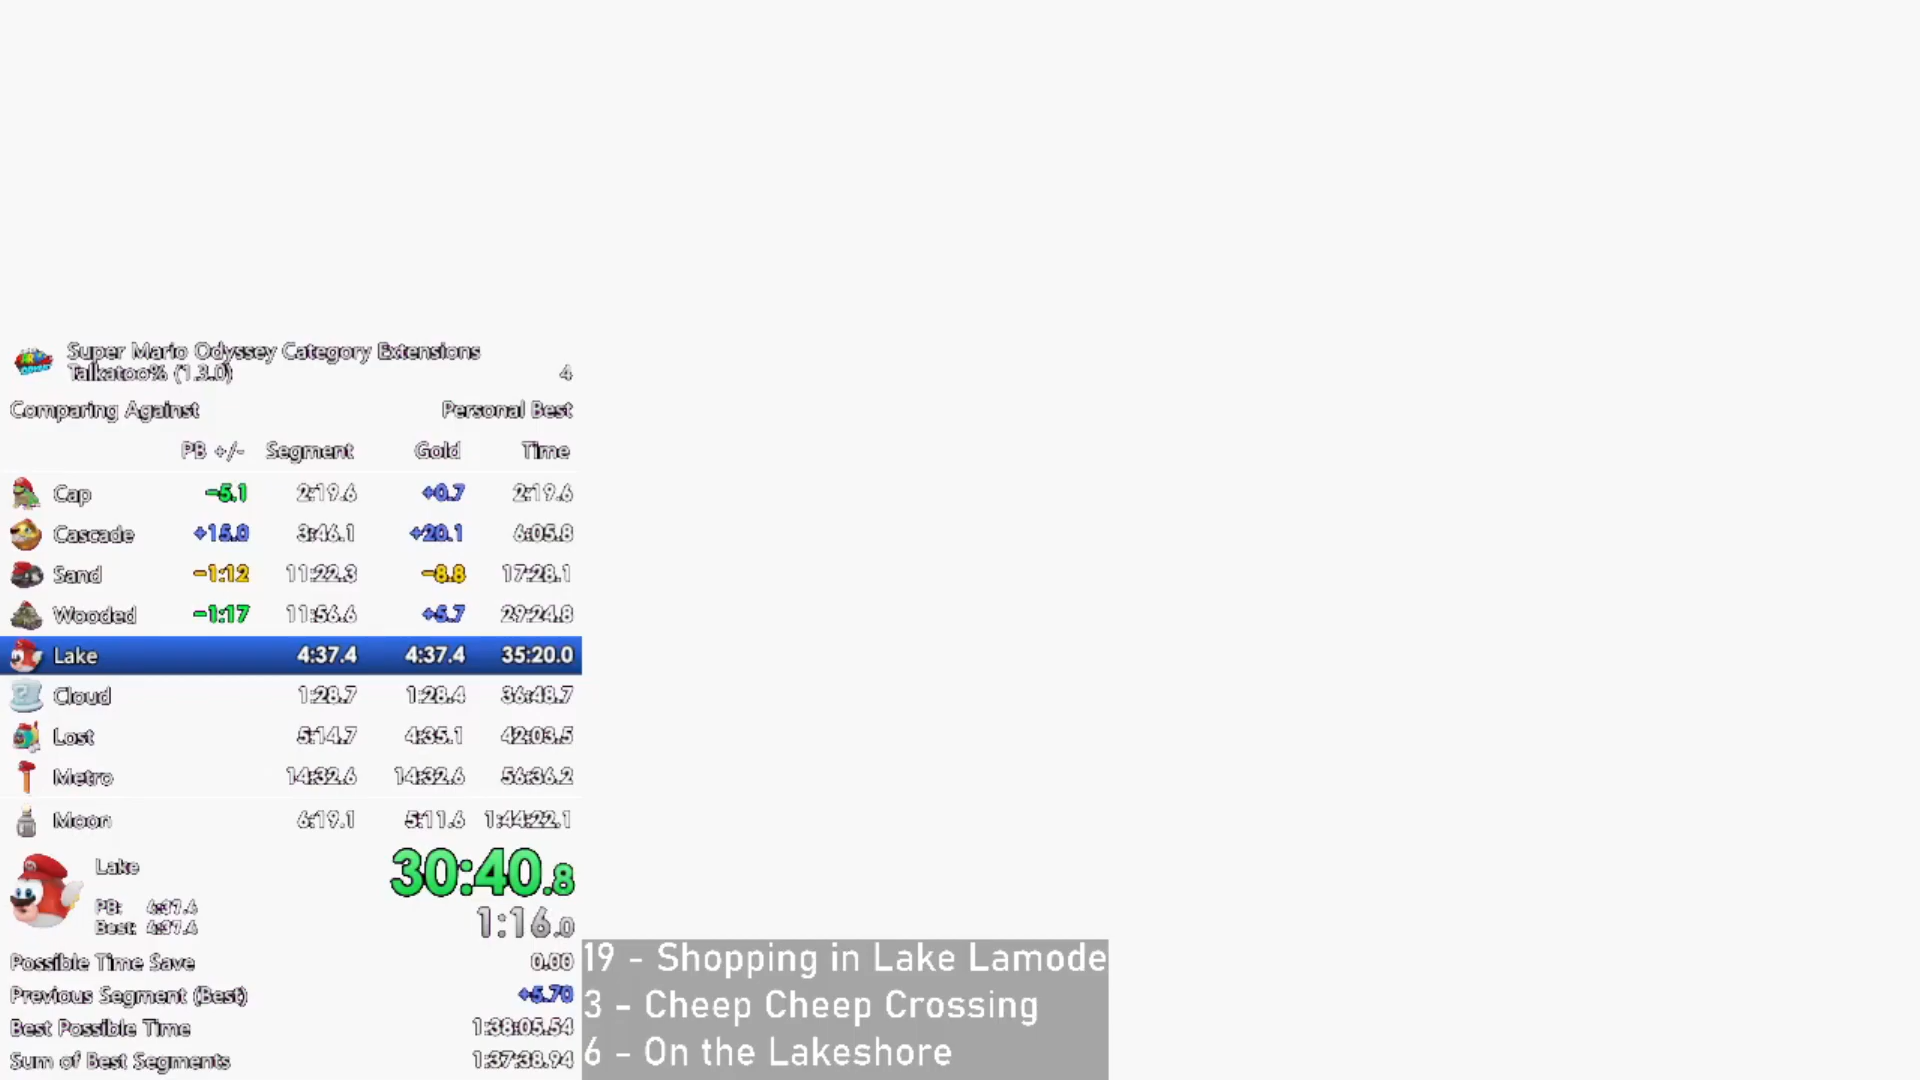 Super Mario Odyssey Category Extensions
Talkatoo% (1.3.0) 4
Comparing Against Personal Best
PB +/- Segment Gold Time
Cap -5.1 2:19.6 +0.7 2:19.6
Cascade +15.0 3:46.1 +20.1 6:05.8
Sand -1:12 11:22.3 -8.8 17:28.1
Wooded -1:17 11:56.6 +5.7 29:24.8
Lake 4:37.4 4:37.4 35:20.0
Cloud 1:28.7 1:28.4 36:48.7
Lost 5:14.7 4:35.1 42:03.5
Metro 14:32.6 14:32.6 56:36.2
Moon 6:19.1 5:11.6 1:44:22.1
Lake 30:40.8
PB: 4:37.4
Best: 4:37.4
1:16.0
Possible Time Save 0.00
Previous Segment (Best) +5.70
Best Possible Time 1:38:05.54
Sum of Best Segments 1:37:38.94
19 - Shopping in Lake Lamode
3 - Cheep Cheep Crossing
6 - On the Lakeshore